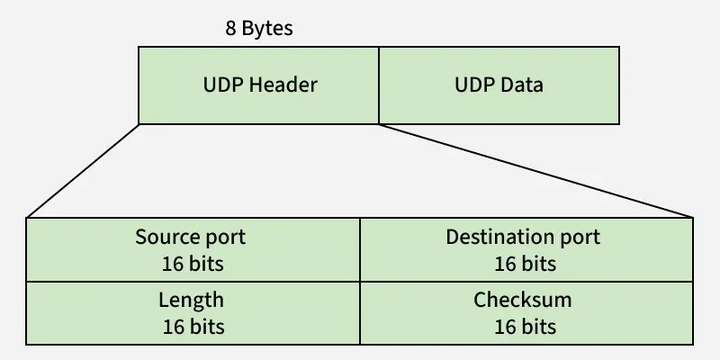 8 Bytes
UDP Header
UDP Data
Source port
16 bits
Destination port
16 bits
Length
16 bits
Checksum
16 bits